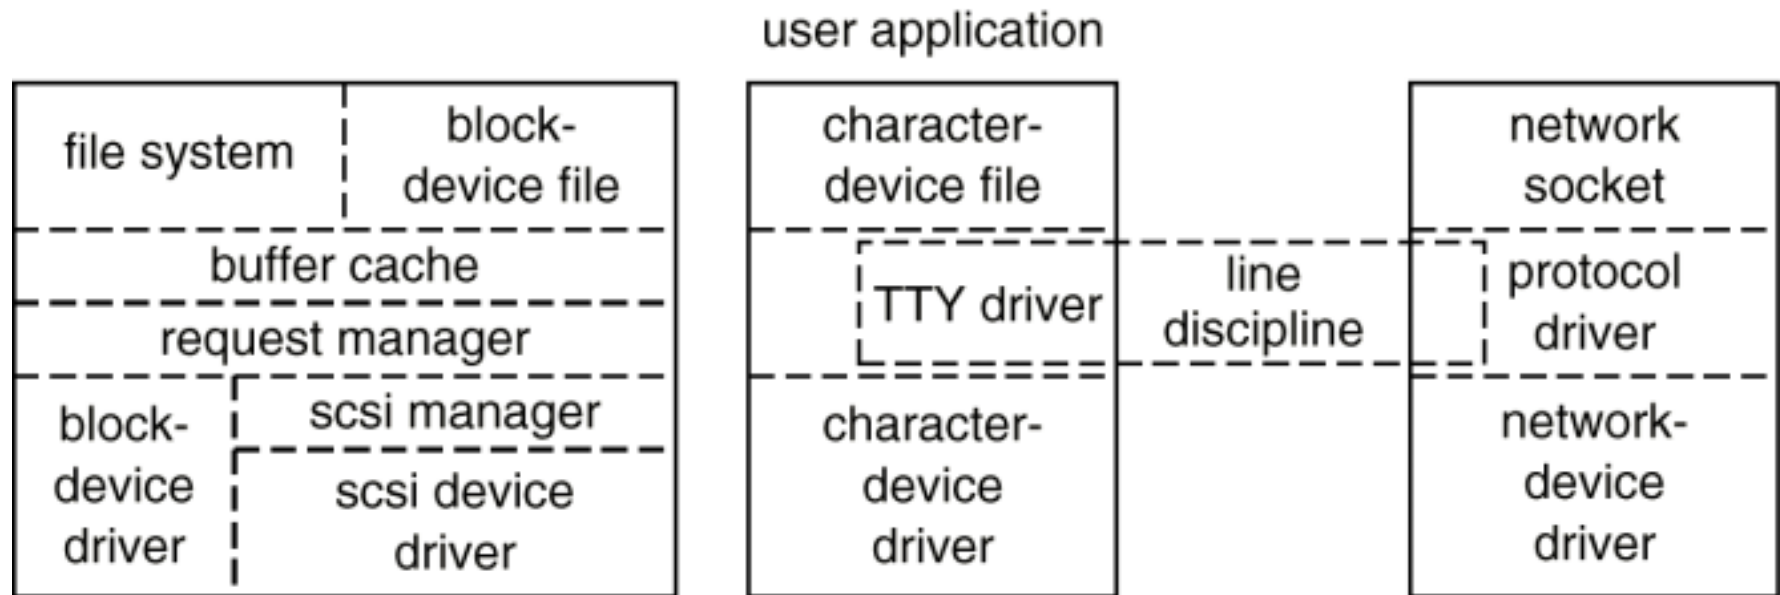 user application
file system
block-
device file
buffer cache
request manager
block-
device
driver
scsi manager
scsi device
driver
character-
device file
TTY driver
line
discipline
character-
device
driver
network
socket
protocol
driver
network-
device
driver